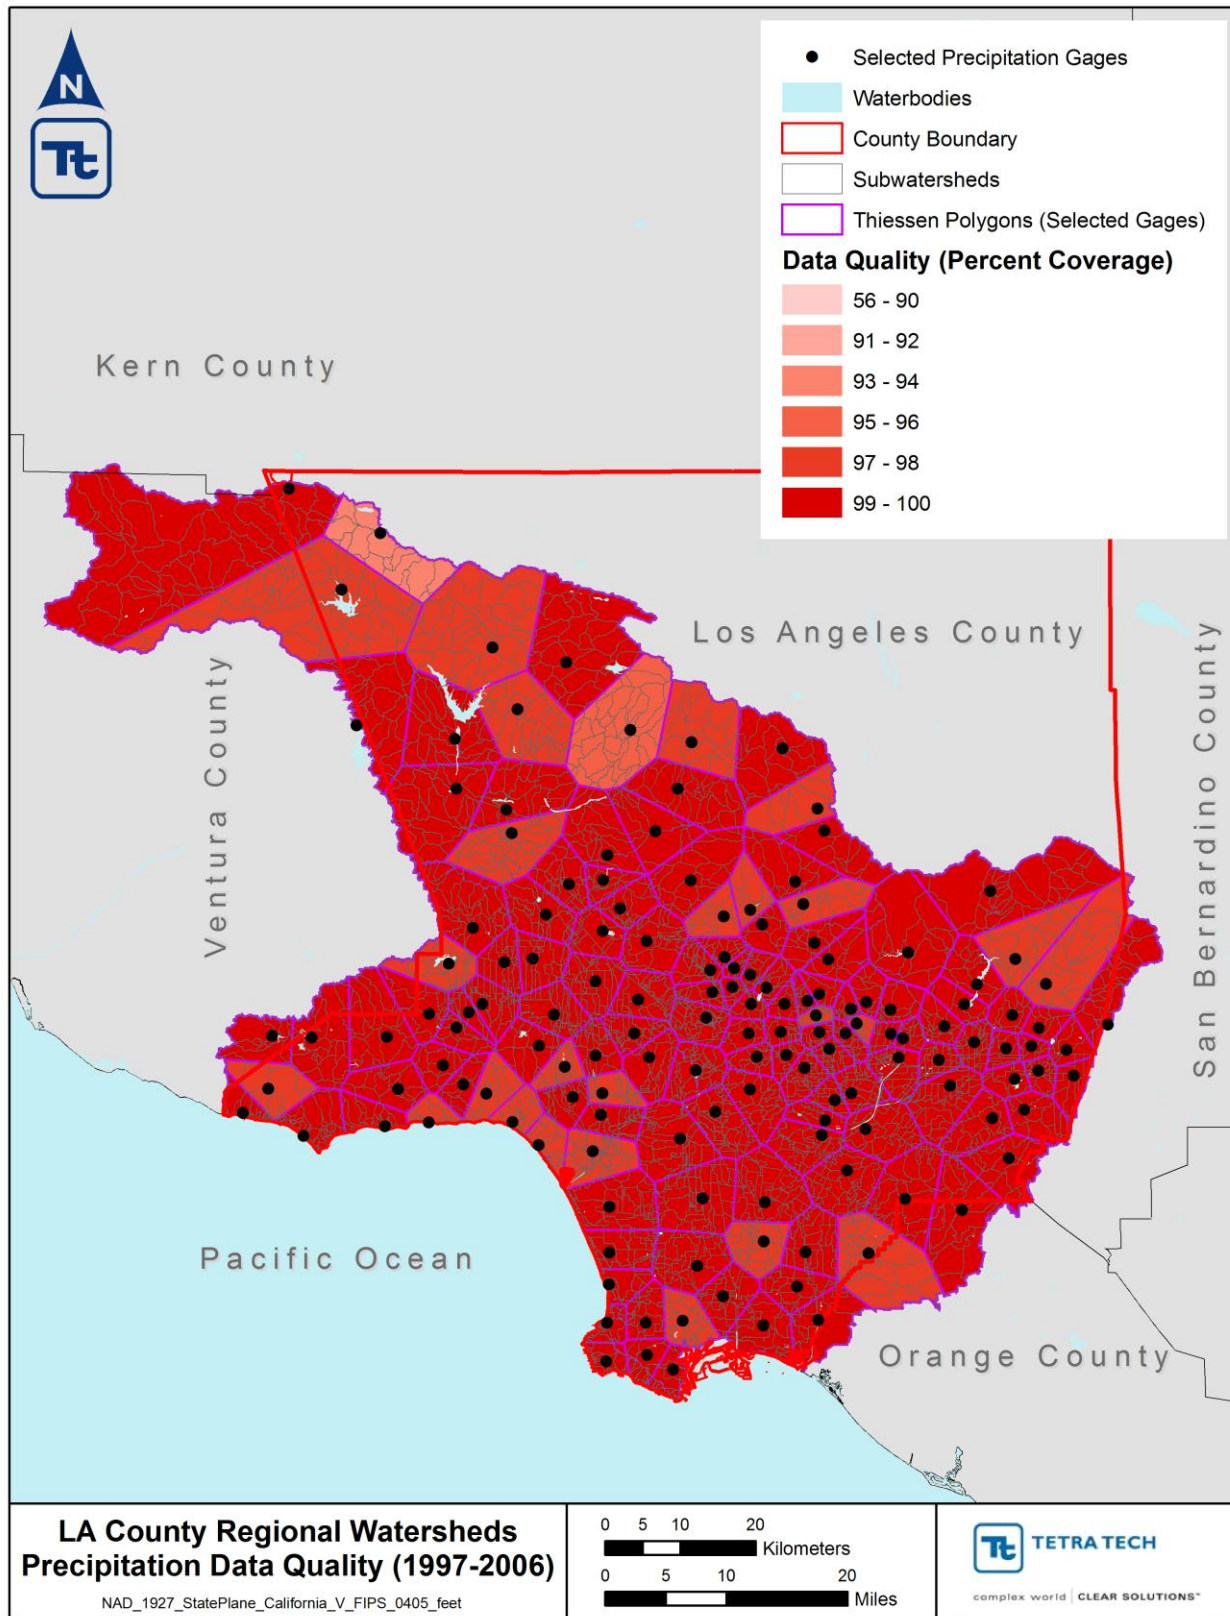 N
Tt
Selected Precipitation Gages
Waterbodies
County Boundary
Subwatersheds
Thiessen Polygons (Selected Gages)
Data Quality (Percent Coverage)
56 - 90
91 - 92
93 - 94
95 - 96
97 - 98
99 - 100
Kern County
Los Angeles County
Ventura County
San Bernardino County
Pacific Ocean
Orange County
LA County Regional Watersheds
Precipitation Data Quality (1997-2006)
NAD_1927_StatePlane_California_V_FIPS_0405_feet
0 5 10 20
Kilometers
0 5 10 20
Miles
Tt TETRA TECH
complex world | CLEAR SOLUTIONS™